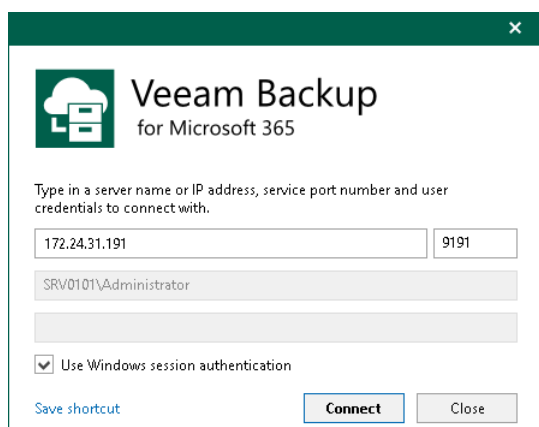 Veeam Backup
for Microsoft 365
Type in a server name or IP address, service port number and user
credentials to connect with.
172.24.31.191 9191
SRV0101\Administrator
Use Windows session authentication
Save shortcut Connect Close